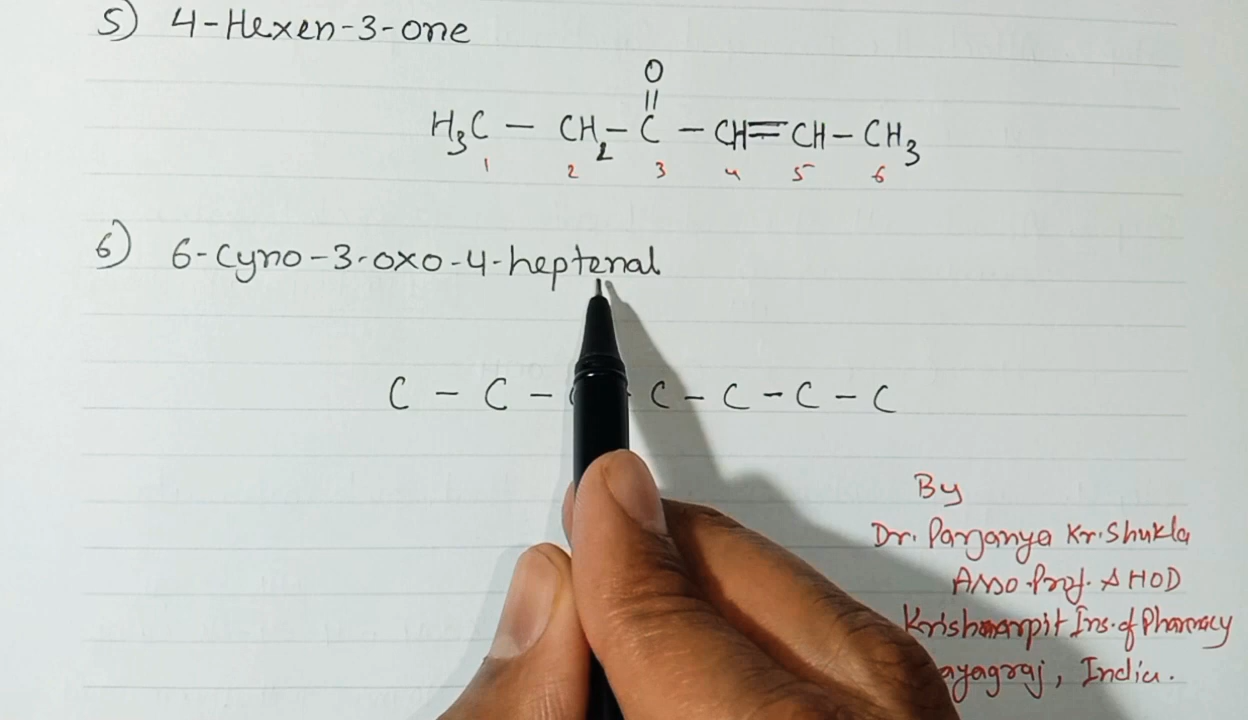 5) 4-Hexen-3-one
O
||
H3C - CH2 - C - CH=CH - CH3
1 2 3 4 5 6
6) 6-Cyno-3-oxo-4-heptenal
C - C - C - C - C - C - C
By
Dr. Parjanya Kr. Shukla
Asso. Prof. & HOD
Krishnarpit Ins. of Pharmacy
ayagraj, India.